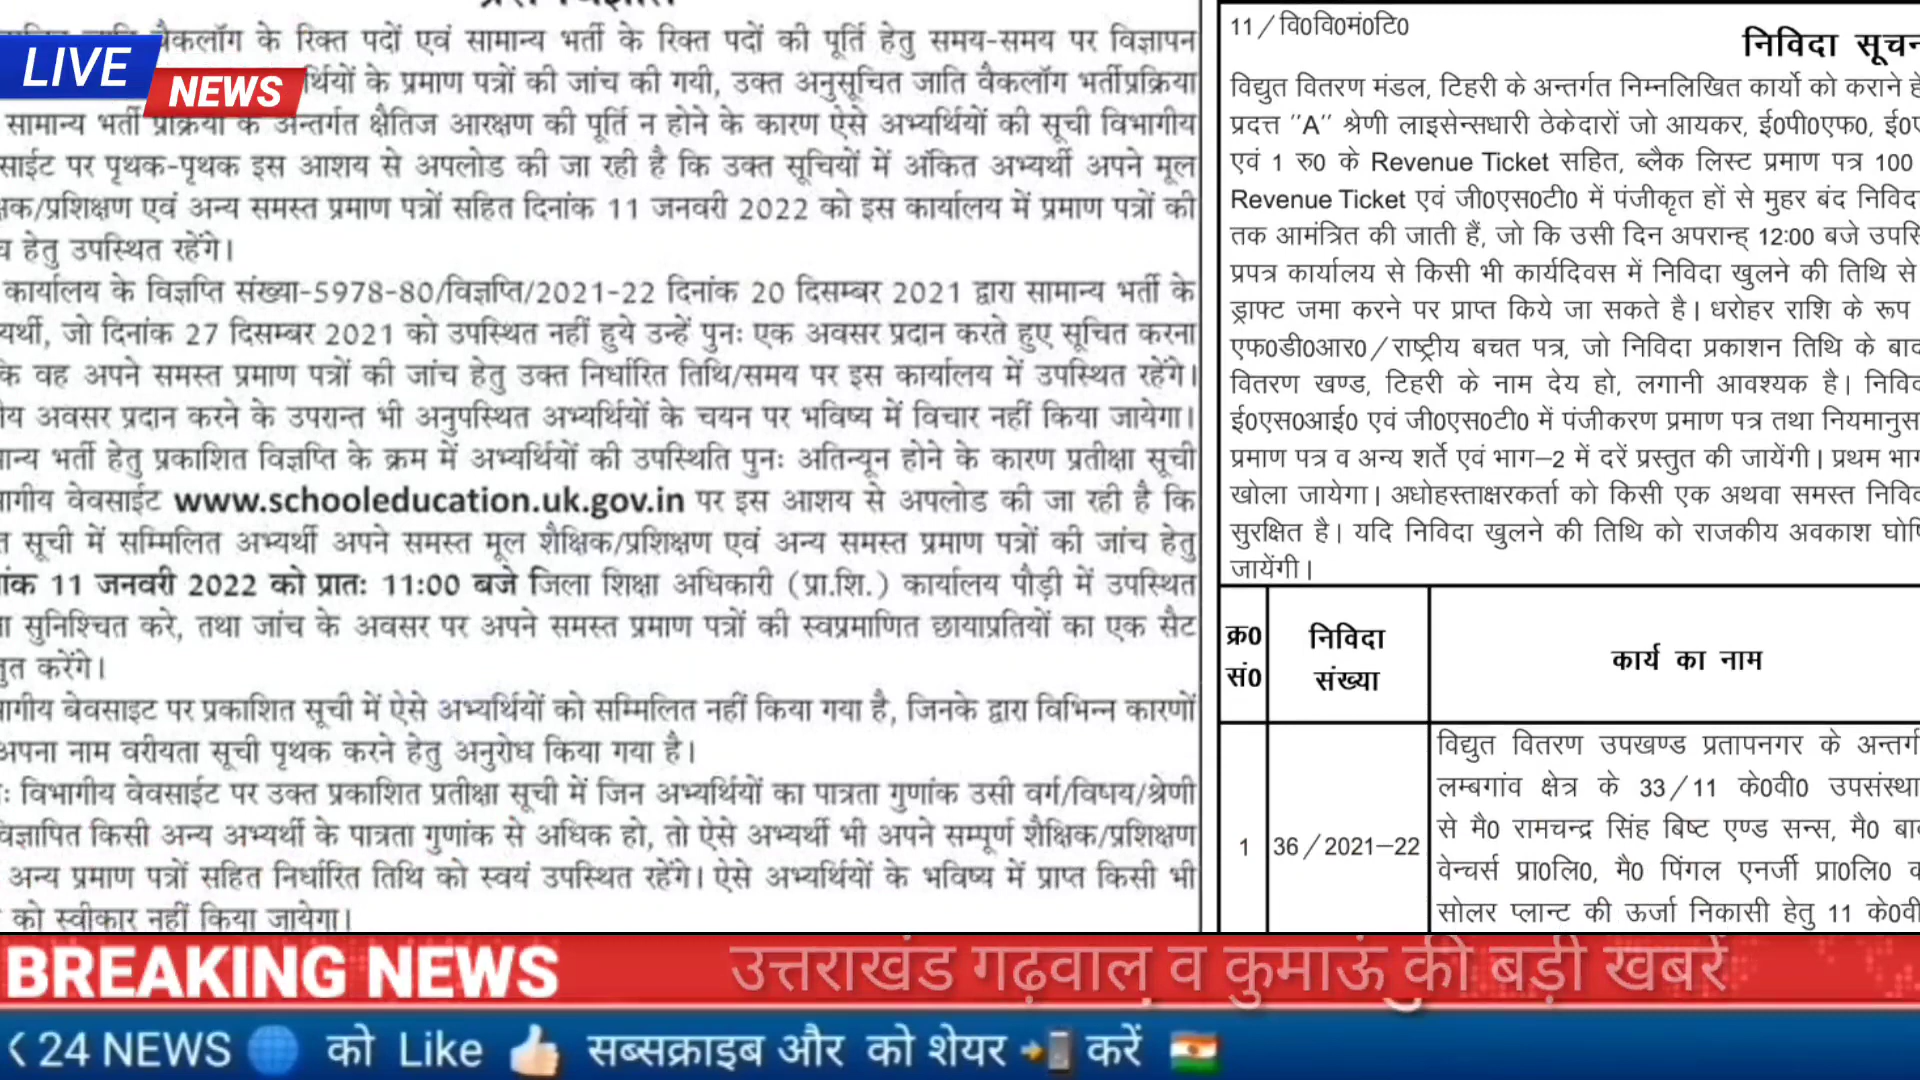 LIVE
NEWS
वैकलॉग के रिक्त पदों एवं सामान्य भर्ती के रिक्त पदों की पूर्ति हेतु समय-समय पर विज्ञापन
र्थियों के प्रमाण पत्रों की जांच की गयी, उक्त अनुसूचित जाति वैकलॉग भर्तीप्रक्रिया
सामान्य भर्ती प्रक्रिया के अन्तर्गत क्षैतिज आरक्षण की पूर्ति न होने के कारण ऐसे अभ्यर्थियों की सूची विभागीय
साईट पर पृथक-पृथक इस आशय से अपलोड की जा रही है कि उक्त सूचियों में अंकित अभ्यर्थी अपने मूल
क्षक/प्रशिक्षण एवं अन्य समस्त प्रमाण पत्रों सहित दिनांक 11 जनवरी 2022 को इस कार्यालय में प्रमाण पत्रों की
हेतु उपस्थित रहेंगे।
कार्यालय के विज्ञप्ति संख्या-5978-80/विज्ञप्ति/2021-22 दिनांक 20 दिसम्बर 2021 द्वारा सामान्य भर्ती के
यर्थी, जो दिनांक 27 दिसम्बर 2021 को उपस्थित नहीं हुये उन्हें पुनः एक अवसर प्रदान करते हुए सूचित करना
कि वह अपने समस्त प्रमाण पत्रों की जांच हेतु उक्त निर्धारित तिथि/समय पर इस कार्यालय में उपस्थित रहेंगे।
ीय अवसर प्रदान करने के उपरान्त भी अनुपस्थित अभ्यर्थियों के चयन पर भविष्य में विचार नहीं किया जायेगा।
ान्य भर्ती हेतु प्रकाशित विज्ञप्ति के क्रम में अभ्यर्थियों की उपस्थिति पुनः अतिन्यून होने के कारण प्रतीक्षा सूची
ागीय वेवसाईट www.schooleducation.uk.gov.in पर इस आशय से अपलोड की जा रही है कि
त सूची में सम्मिलित अभ्यर्थी अपने समस्त मूल शैक्षिक/प्रशिक्षण एवं अन्य समस्त प्रमाण पत्रों की जांच हेतु
ांक 11 जनवरी 2022 को प्रातः 11:00 बजे जिला शिक्षा अधिकारी (प्रा.शि.) कार्यालय पौड़ी में उपस्थित
ा सुनिश्चित करे, तथा जांच के अवसर पर अपने समस्त प्रमाण पत्रों की स्वप्रमाणित छायाप्रतियों का एक सैट
तुत करेंगे।
ागीय बेवसाइट पर प्रकाशित सूची में ऐसे अभ्यर्थियों को सम्मिलित नहीं किया गया है, जिनके द्वारा विभिन्न कारणों
अपना नाम वरीयता सूची पृथक करने हेतु अनुरोध किया गया है।
ः विभागीय वेवसाईट पर उक्त प्रकाशित प्रतीक्षा सूची में जिन अभ्यर्थियों का पात्रता गुणांक उसी वर्ग/विषय/श्रेणी
विज्ञापित किसी अन्य अभ्यर्थी के पात्रता गुणांक से अधिक हो, तो ऐसे अभ्यर्थी भी अपने सम्पूर्ण शैक्षिक/प्रशिक्षण
अन्य प्रमाण पत्रों सहित निर्धारित तिथि को स्वयं उपस्थित रहेंगे। ऐसे अभ्यर्थियों के भविष्य में प्राप्त किसी भी
को स्वीकार नहीं किया जायेगा।
11/वि0वि0मं0टि0
निविदा सूचन
विद्युत वितरण मंडल, टिहरी के अन्तर्गत निम्नलिखित कार्यो को कराने हे
प्रदत्त "A" श्रेणी लाइसेन्सधारी ठेकेदारों जो आयकर, ई0पी0एफ0, ई0ए
एवं 1 रु0 के Revenue Ticket सहित, ब्लैक लिस्ट प्रमाण पत्र 100
Revenue Ticket एवं जी0एस0टी0 में पंजीकृत हों से मुहर बंद निविदा
तक आमंत्रित की जाती हैं, जो कि उसी दिन अपरान्ह् 12:00 बजे उपस्थि
प्रपत्र कार्यालय से किसी भी कार्यदिवस में निविदा खुलने की तिथि से
ड्राफ्ट जमा करने पर प्राप्त किये जा सकते है। धरोहर राशि के रूप
एफ0डी0आर0/राष्ट्रीय बचत पत्र, जो निविदा प्रकाशन तिथि के बाद
वितरण खण्ड, टिहरी के नाम देय हो, लगानी आवश्यक है। निविद
ई0एस0आई0 एवं जी0एस0टी0 में पंजीकरण प्रमाण पत्र तथा नियमानुस
प्रमाण पत्र व अन्य शर्ते एवं भाग–2 में दरें प्रस्तुत की जायेंगी। प्रथम भाग
खोला जायेगा। अधोहस्ताक्षरकर्ता को किसी एक अथवा समस्त निविद
सुरक्षित है। यदि निविदा खुलने की तिथि को राजकीय अवकाश घोषि
जायेंगी।
क्र0 सं0
निविदा संख्या
कार्य का नाम
1
36/2021–22
विद्युत वितरण उपखण्ड प्रतापनगर के अन्तर्ग
लम्बगांव क्षेत्र के 33/11 के0वी0 उपसंस्था
से मै0 रामचन्द्र सिंह बिष्ट एण्ड सन्स, मै0 बा
वेन्चर्स प्रा0लि0, मै0 पिंगल एनर्जी प्रा0लि0 व
सोलर प्लान्ट की ऊर्जा निकासी हेतु 11 के0वी
BREAKING NEWS
उत्तराखंड गढ़वाल व कुमाऊं की बड़ी खबरें
24 NEWS को Like सब्सक्राइब और को शेयर करें